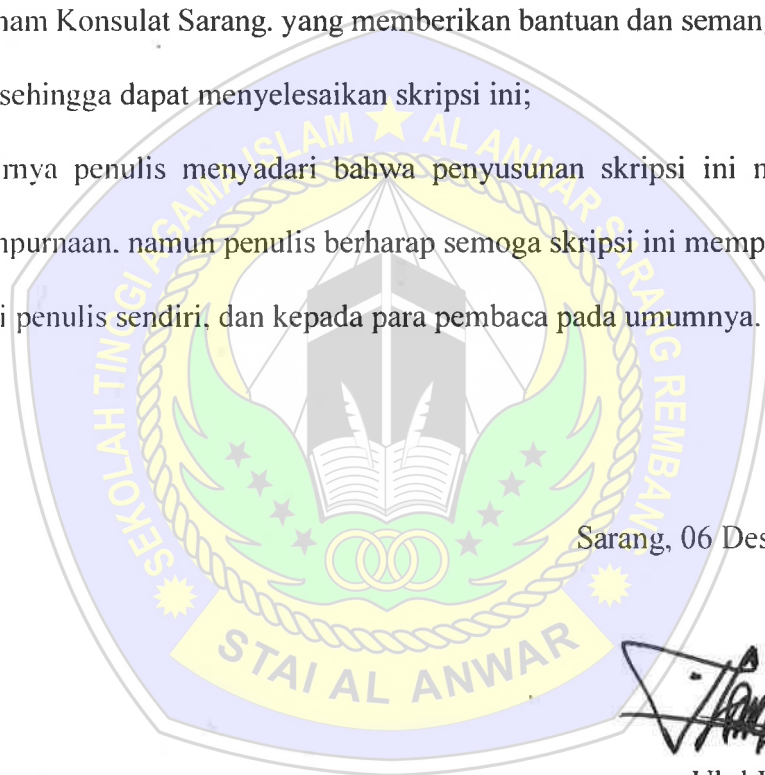 nam Konsulat Sarang. yang memberikan bantuan dan seman
sehingga dapat menyelesaikan skripsi ini;
rnya penulis menyadari bahwa penyusunan skripsi ini
npurnaan. namun penulis berharap semoga skripsi ini memp
i penulis sendiri, dan kepada para pembaca pada umumnya.
SEKOLAH TINGGI AGAMA ISLAM AL ANWAR SARANG REMBANG
Sarang, 06 Des
STAI AL ANWAR